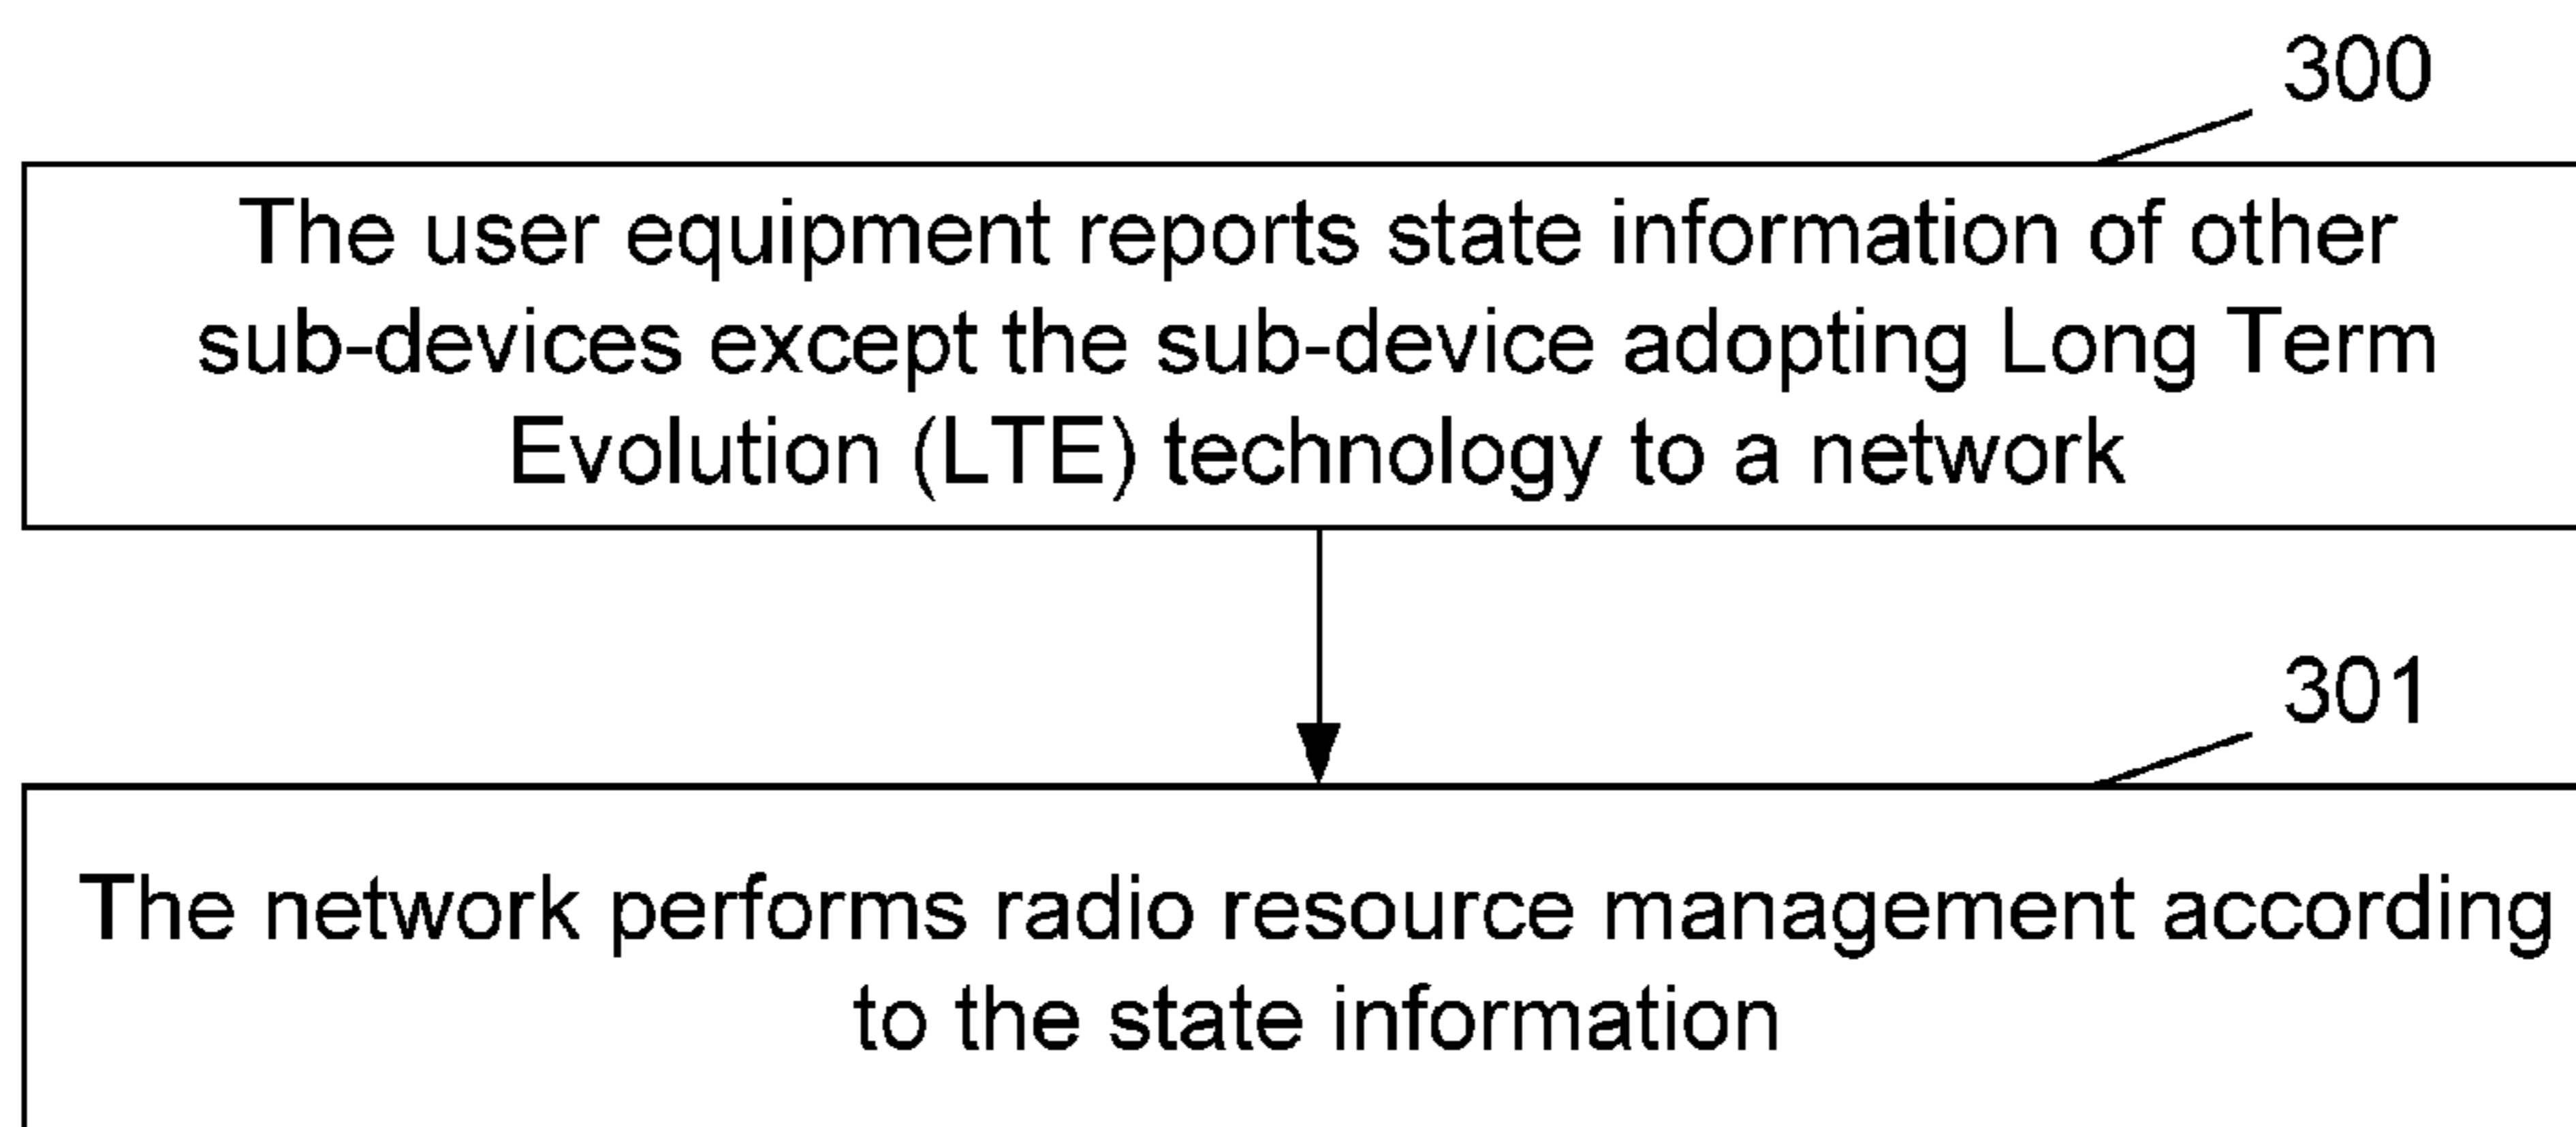 300
The user equipment reports state information of other
sub-devices except the sub-device adopting Long Term
Evolution (LTE) technology to a network
301
The network performs radio resource management according
to the state information